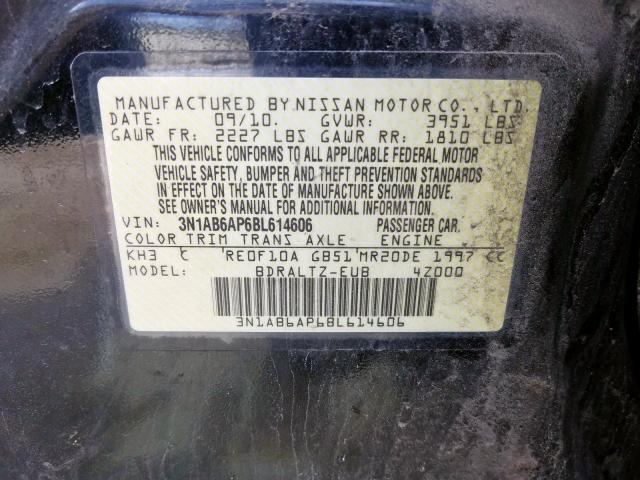 MANUFACTURED BY NISSAN MOTOR CO., LTD.
DATE: 09/10. GVWR: 3951 LBS
GAWR FR: 2227 LBS GAWR RR: 1810 LBS
THIS VEHICLE CONFORMS TO ALL APPLICABLE FEDERAL MOTOR
VEHICLE SAFETY, BUMPER AND THEFT PREVENTION STANDARDS
IN EFFECT ON THE DATE OF MANUFACTURE SHOWN ABOVE.
SEE OWNER'S MANUAL FOR ADDITIONAL INFORMATION.
VIN: 3N1AB6AP6BL614606 PASSENGER CAR.
COLOR TRIM TRANS AXLE ENGINE
KH3 C RE0F10A GB51 MR20DE 1997 CC
MODEL: BDRALTZ-EUB 4Z000
3N1AB6AP6BL614606